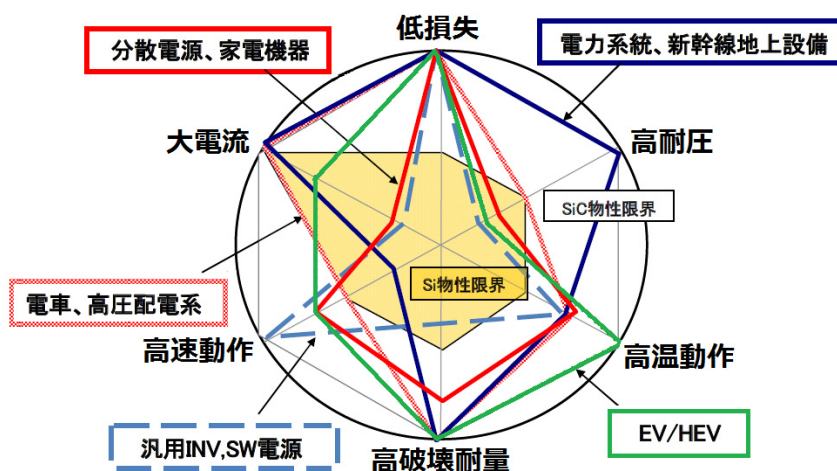 低損失
分散電源、家電機器
電力系統、新幹線地上設備
大電流
高耐圧
SiC物性限界
Si物性限界
電車、高圧配電系
高速動作
高温動作
汎用INV,SW電源
高破壊耐量
EV/HEV